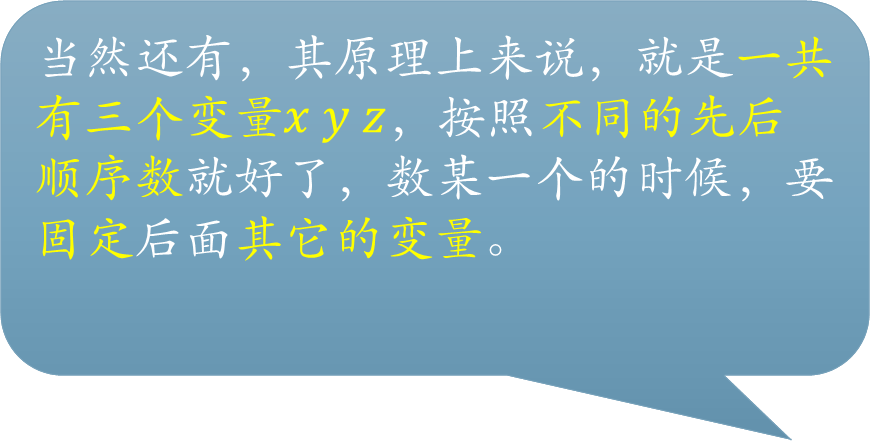 当然还有，其原理上来说，就是一共
有三个变量x y z，按照不同的先后
顺序数就好了，数某一个的时候，要
固定后面其它的变量。